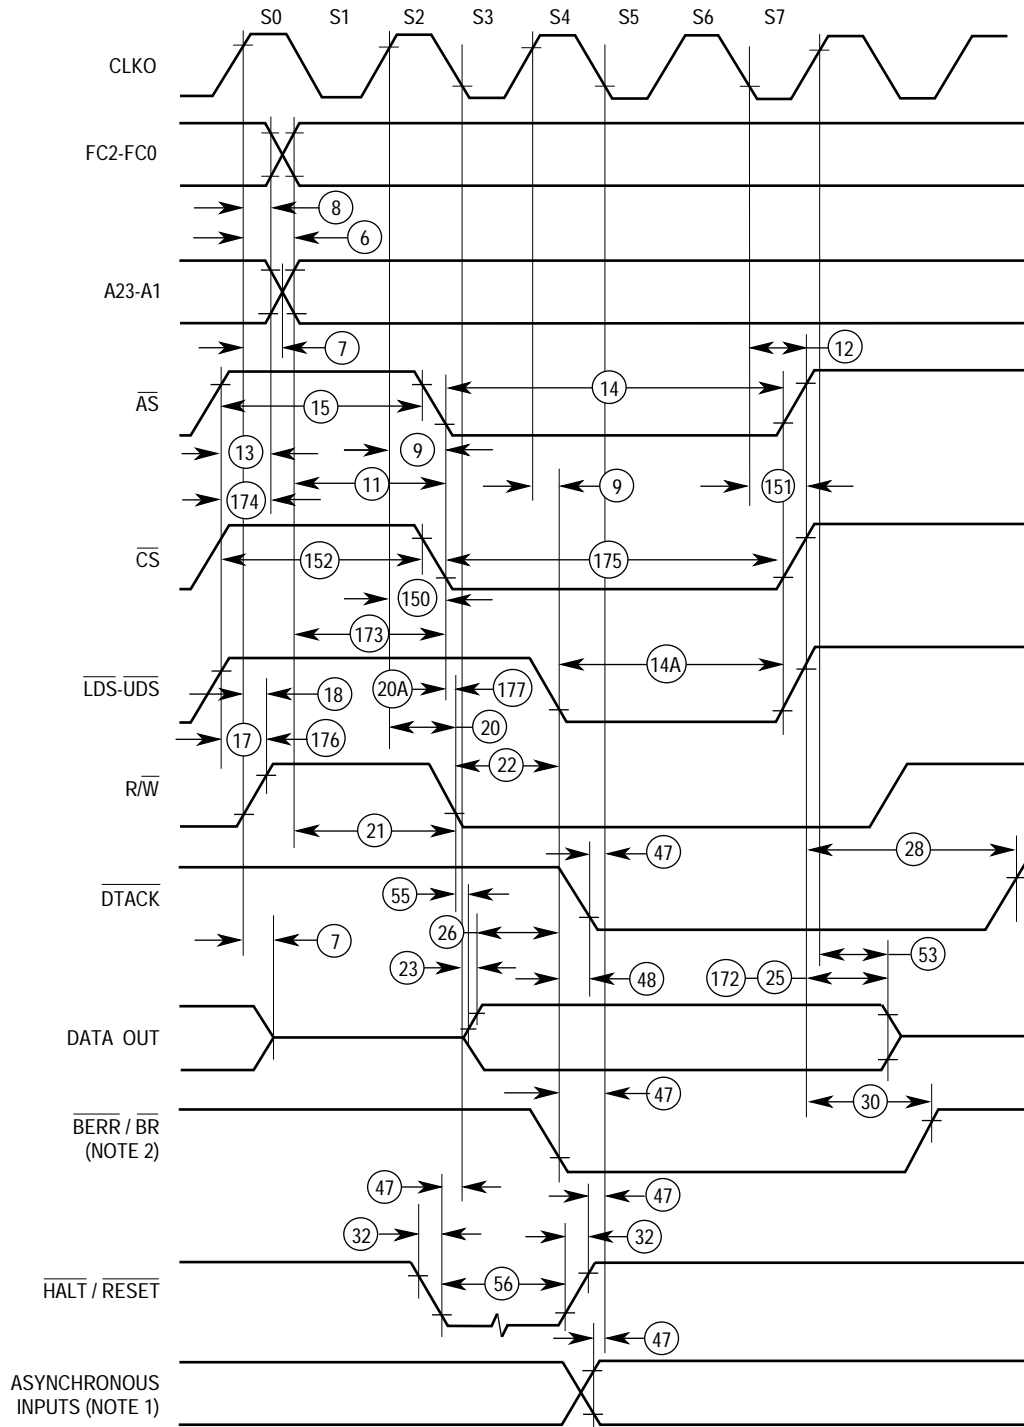 S0 S1 S2 S3 S4 S5 S6 S7
CLKO
FC2-FC0
8
6
A23-A1
7
12
AS
14
15
13
9
11
9
151
174
CS
152
175
150
173
LDS-UDS
14A
20A
177
18
20
17
176
22
R/W
21
47
28
DTACK
55
26
7
23
48
53
172
25
DATA OUT
47
30
BERR / BR
(NOTE 2)
47
47
32
32
HALT / RESET
56
47
ASYNCHRONOUS
INPUTS (NOTE 1)